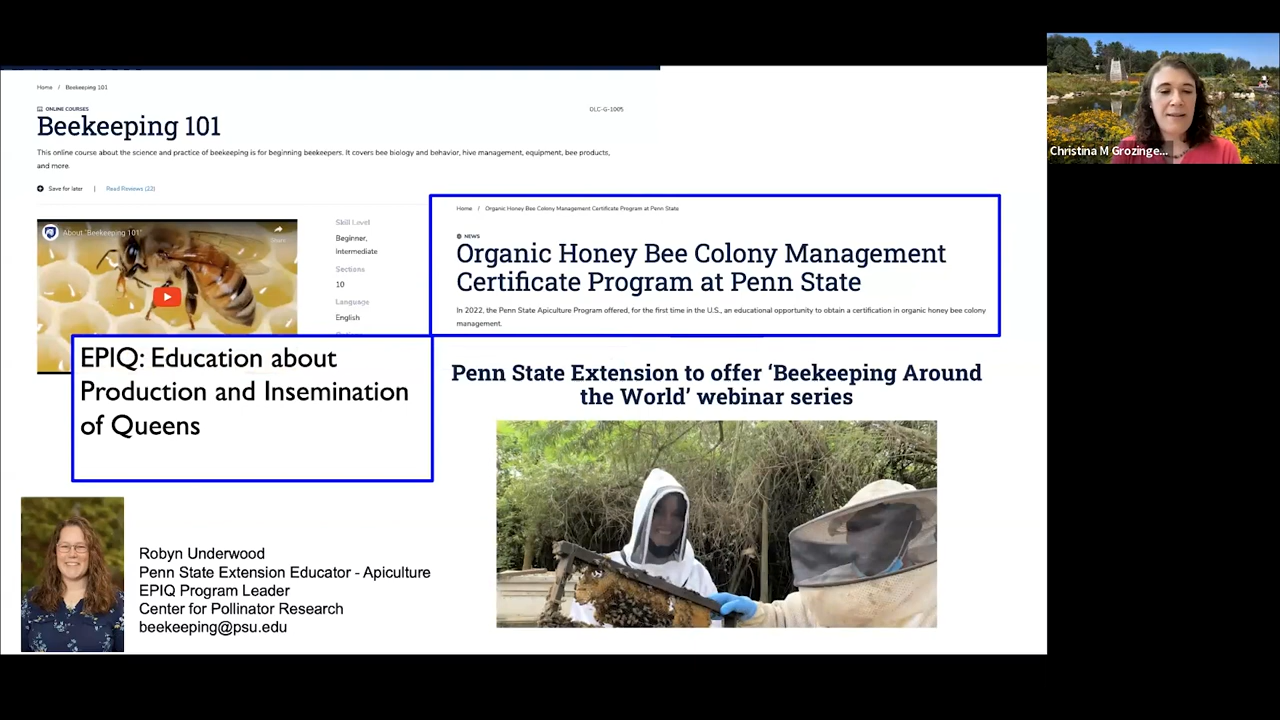 Home / Beekeeping 101
ONLINE COURSES
OLC-G-1005
Beekeeping 101
This online course about the science and practice of beekeeping is for beginning beekeepers. It covers bee biology and behavior, hive management, equipment, bee products,
and more.
Save for later | Read Reviews (22)
About "Beekeeping 101"
Share
Skill Level
Beginner,
Intermediate
Sections
10
Language
English
Home / Organic Honey Bee Colony Management Certificate Program at Penn State
NEWS
Organic Honey Bee Colony Management
Certificate Program at Penn State
In 2022, the Penn State Apiculture Program offered, for the first time in the U.S., an educational opportunity to obtain a certification in organic honey bee colony
management.
EPIQ: Education about
Production and Insemination
of Queens
Penn State Extension to offer ‘Beekeeping Around
the World’ webinar series
Robyn Underwood
Penn State Extension Educator - Apiculture
EPIQ Program Leader
Center for Pollinator Research
beekeeping@psu.edu
Christina M Grozinge...